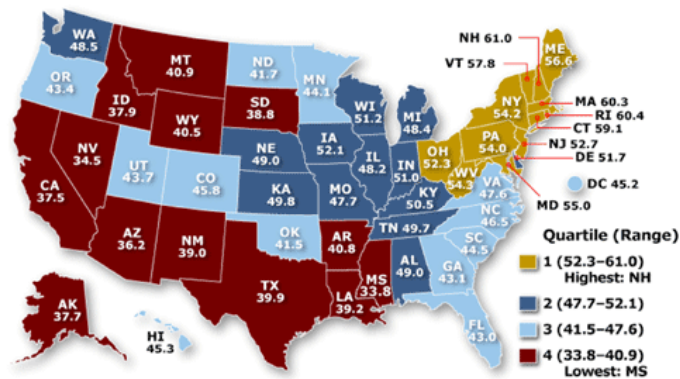 WA
48.5
OR
43.4
CA
37.5
NV
34.5
ID
37.9
MT
40.9
WY
40.5
UT
43.7
CO
45.8
AZ
36.2
NM
39.0
ND
41.7
SD
38.8
NE
49.0
KA
49.8
OK
41.5
TX
39.9
MN
44.1
IA
52.1
MO
47.7
AR
40.8
LA
39.2
WI
51.2
IL
48.2
MI
48.4
IN
51.0
OH
52.3
KY
50.5
TN 49.7
MS
33.8
AL
49.0
GA
43.1
FL
43.0
SC
44.5
NC
46.5
VA
47.6
WV
54.3
PA
54.0
NY
54.2
ME
56.6
NH 61.0
VT 57.8
MA 60.3
RI 60.4
CT 59.1
NJ 52.7
DE 51.7
DC 45.2
MD 55.0
AK
37.7
HI
45.3
Quartile (Range)
1 (52.3–61.0)
Highest: NH
2 (47.7–52.1)
3 (41.5–47.6)
4 (33.8–40.9)
Lowest: MS